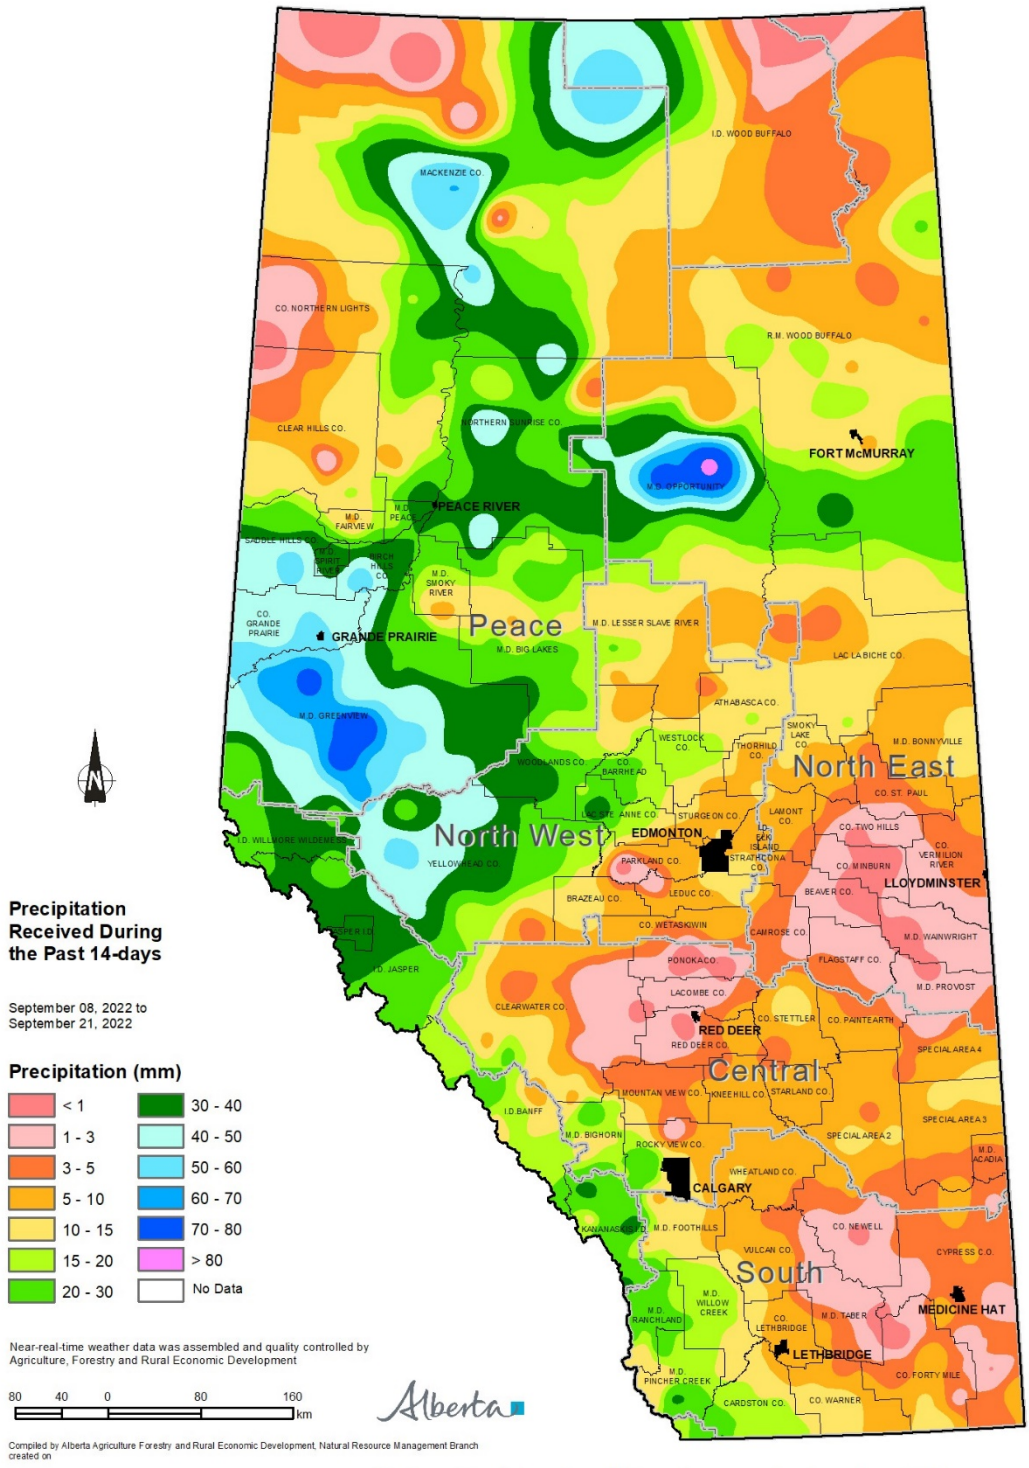 I.D. WOOD BUFFALO
MACKENZIE CO.
CO. NORTHERN LIGHTS
R.M. WOOD BUFFALO
CLEAR HILLS CO.
NORTHERN SUNRISE CO.
FORT McMURRAY
M.D. OPPORTUNITY
M.D.
FAIRVIEW
M.D.
PEACE
PEACE RIVER
SADDLE HILLS CO.
M.D.
SPIRIT
RIVER
BIRCH
HILLS
CO.
M.D.
SMOKY
RIVER
CO.
GRANDE
PRAIRIE
GRANDE PRAIRIE
Peace
M.D. LESSER SLAVE RIVER
M.D. BIG LAKES
LAC LA BICHE CO.
M.D. GREENVIEW
ATHABASCA CO.
WESTLOCK
CO.
THORHILD
CO.
SMOKY
LAKE
CO.
M.D. BONNYVILLE
North East
WOODLANDS CO.
CO.
BARRHEAD
CO. ST. PAUL
LAC STE. ANNE CO.
STURGEON CO.
LAMONT
CO.
I.D. WILLMORE WILDERNESS
North West
EDMONTON
I.D.
ELK
ISLAND
STRATHCONA
CO.
CO. TWO HILLS
CO.
VERMILION
RIVER
YELLOWHEAD CO.
PARKLAND CO.
CO. MINBURN
LLOYDMINSTER
BRAZEAU CO.
LEDUC CO.
BEAVER CO.
CO. WETASKIWIN
CAMROSE CO.
M.D. WAINWRIGHT
JASPER I.D.
I.D. JASPER
PONOKA CO.
FLAGSTAFF CO.
LACOMBE CO.
M.D. PROVOST
CLEARWATER CO.
RED DEER
RED DEER CO.
CO. STETTLER
CO. PAINTEARTH
SPECIAL AREA 4
Central
MOUNTAIN VIEW CO.
KNEEHILL CO.
STARLAND CO.
I.D. BANFF
M.D. BIGHORN
ROCKY VIEW CO.
SPECIAL AREA 2
SPECIAL AREA 3
M.D.
ACADIA
WHEATLAND CO.
CALGARY
KANANASKIS I.D.
M.D. FOOTHILLS
CO. NEWELL
VULCAN CO.
CYPRESS CO.
South
M.D.
WILLOW
CREEK
M.D.
RANCHLAND
MEDICINE HAT
CO.
LETHBRIDGE
M.D. TABER
LETHBRIDGE
M.D.
PINCHER CREEK
CO. FORTY MILE
CARDSTON CO.
CO. WARNER
N
Precipitation
Received During
the Past 14-days
September 08, 2022 to
September 21, 2022
Precipitation (mm)
< 1
1 - 3
3 - 5
5 - 10
10 - 15
15 - 20
20 - 30
30 - 40
40 - 50
50 - 60
60 - 70
70 - 80
> 80
No Data
Near-real-time weather data was assembled and quality controlled by
Agriculture, Forestry and Rural Economic Development
80 40 0 80 160
km
Alberta
Compiled by Alberta Agriculture Forestry and Rural Economic Development, Natural Resource Management Branch
created on